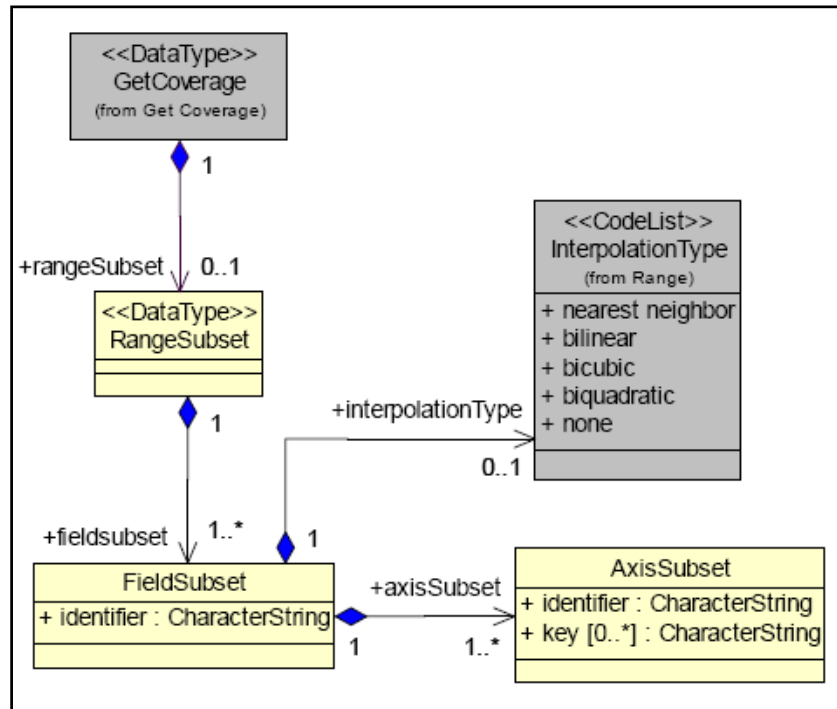 <<DataType>>
GetCoverage
(from Get Coverage)
1
+rangeSubset
0..1
<<DataType>>
RangeSubset
1
+fieldsubset
1..*
<<CodeList>>
InterpolationType
(from Range)
+ nearest neighbor
+ bilinear
+ bicubic
+ biquadratic
+ none
+interpolationType
0..1
1
FieldSubset
+ identifier : CharacterString
+axisSubset
1
1..*
AxisSubset
+ identifier : CharacterString
+ key [0..*] : CharacterString